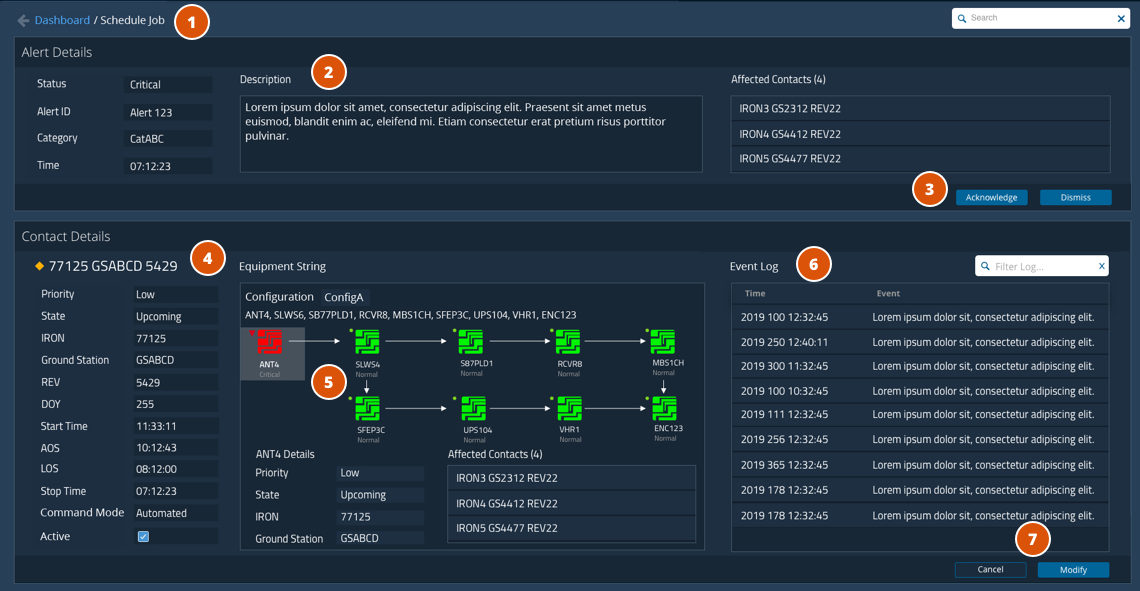 Dashboard / Schedule Job
1
Search
Alert Details
Status Critical
Alert ID Alert 123
Category CatABC
Time 07:12:23
Description
2
Lorem ipsum dolor sit amet, consectetur adipiscing elit. Praesent sit amet metus
euismod, blandit enim ac, eleifend mi. Etiam consectetur erat pretium risus porttitor
pulvinar.
Affected Contacts (4)
IRON3 GS2312 REV22
IRON4 GS4412 REV22
IRON5 GS4477 REV22
3
Acknowledge
Dismiss
Contact Details
77125 GSABCD 5429
4
Priority Low
State Upcoming
IRON 77125
Ground Station GSABCD
REV 5429
DOY 255
Start Time 11:33:11
AOS 10:12:43
LOS 08:12:00
Stop Time 07:12:23
Command Mode Automated
Active
Equipment String
Configuration ConfigA
ANT4, SLWS6, SB77PLD1, RCVR8, MBS1CH, SFEP3C, UPS104, VHR1, ENC123
ANT4
Critical
SLWS4
Normal
S87PLD1
Normal
RCVR8
Normal
MBS1CH
Normal
5
SFEP3C
Normal
UPS104
Normal
VHR1
Normal
ENC123
Normal
ANT4 Details
Priority Low
State Upcoming
IRON 77125
Ground Station GSABCD
Affected Contacts (4)
IRON3 GS2312 REV22
IRON4 GS4412 REV22
IRON5 GS4477 REV22
Event Log
6
Filter Log...
Time Event
2019 100 12:32:45 Lorem ipsum dolor sit, consectetur adipiscing elit.
2019 250 12:40:11 Lorem ipsum dolor sit, consectetur adipiscing elit.
2019 300 11:32:45 Lorem ipsum dolor sit, consectetur adipiscing elit.
2019 100 10:32:45 Lorem ipsum dolor sit, consectetur adipiscing elit.
2019 111 12:32:45 Lorem ipsum dolor sit, consectetur adipiscing elit.
2019 256 12:32:45 Lorem ipsum dolor sit, consectetur adipiscing elit.
2019 365 12:32:45 Lorem ipsum dolor sit, consectetur adipiscing elit.
2019 178 12:32:45 Lorem ipsum dolor sit, consectetur adipiscing elit.
2019 178 12:32:45 Lorem ipsum dolor sit, consectetur adipiscing elit.
7
Cancel
Modify